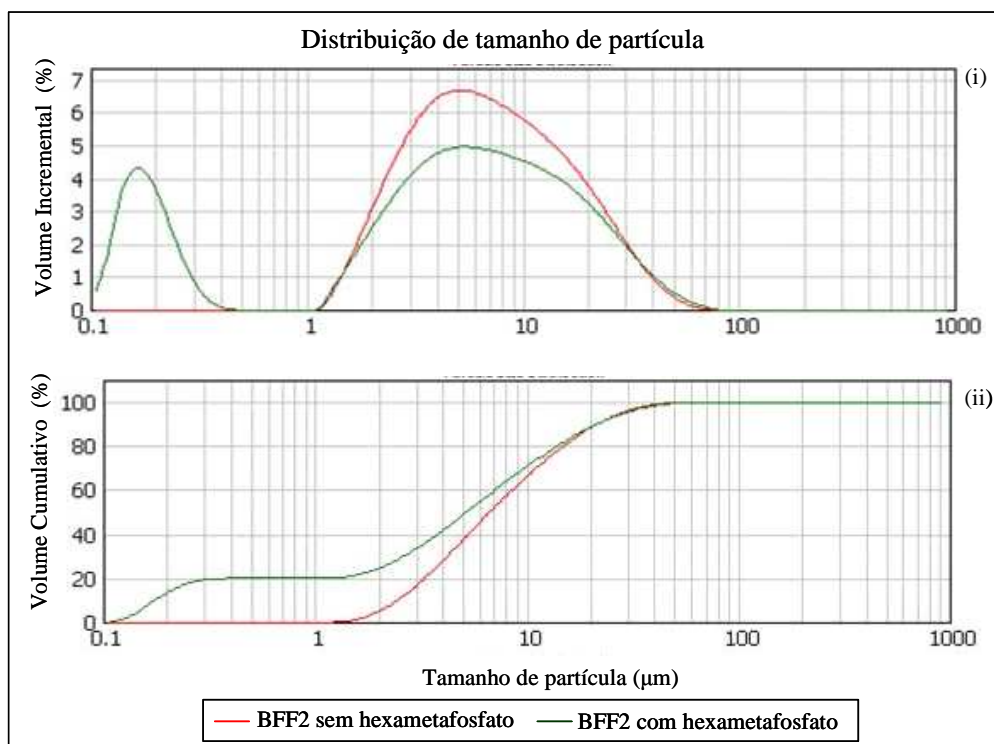 Distribuição de tamanho de partícula
(i)
Volume Incremental (%)
7
6
5
4
3
2
1
0
0.1 1 10 100 1000
(ii)
Volume Cumulativo (%)
100
80
60
40
20
0
0.1 1 10 100 1000
Tamanho de partícula (µm)
BFF2 sem hexametafosfato BFF2 com hexametafosfato